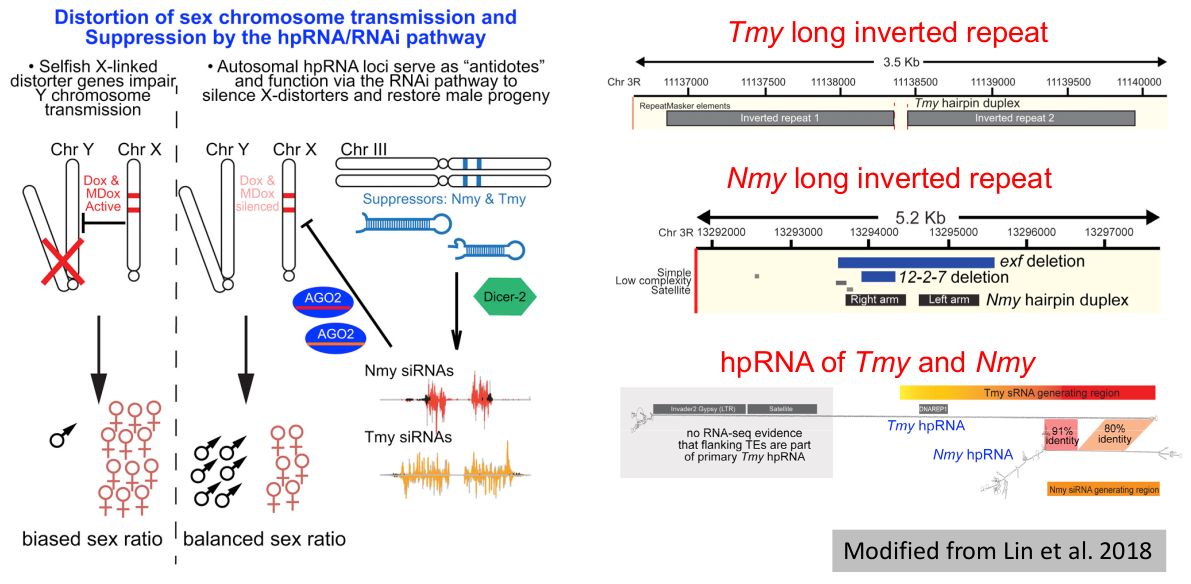 Distortion of sex chromosome transmission and
Suppression by the hpRNA/RNAi pathway
• Selfish X-linked
distorter genes impair
Y chromosome
transmission
• Autosomal hpRNA loci serve as “antidotes”
and function via the RNAi pathway to
silence X-distorters and restore male progeny
Chr Y
Chr X
Dox &
MDox
Active
Chr Y
Chr X
Dox &
MDox
silenced
Chr III
Suppressors: Nmy & Tmy
Dicer-2
AGO2
AGO2
Nmy siRNAs
Tmy siRNAs
biased sex ratio
balanced sex ratio
Tmy long inverted repeat
3.5 Kb
Chr 3R
11137000 11137500 11138000 11138500 11139000 11139500 11140000
RepeatMasker elements
Tmy hairpin duplex
Inverted repeat 1
Inverted repeat 2
Nmy long inverted repeat
5.2 Kb
Chr 3R
13292000 13293000 13294000 13295000 13296000 13297000
exf deletion
Simple
Low complexity
Satellite
12-2-7 deletion
Right arm
Left arm
Nmy hairpin duplex
hpRNA of Tmy and Nmy
Tmy sRNA generating region
Invader2 Gypsy (LTR)
Satellite
DNAREP1
no RNA-seq evidence
that flanking TEs are part
of primary Tmy hpRNA
Tmy hpRNA
91%
identity
80%
identity
Nmy hpRNA
Nmy siRNA generating region
Modified from Lin et al. 2018